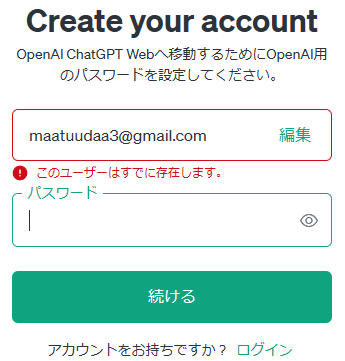 Create your account
OpenAI ChatGPT Webへ移動するためにOpenAI用
のパスワードを設定してください。
maatuudaa3@gmail.com 編集
このユーザーはすでに存在します。
パスワード
続ける
アカウントをお持ちですか？ ログイン